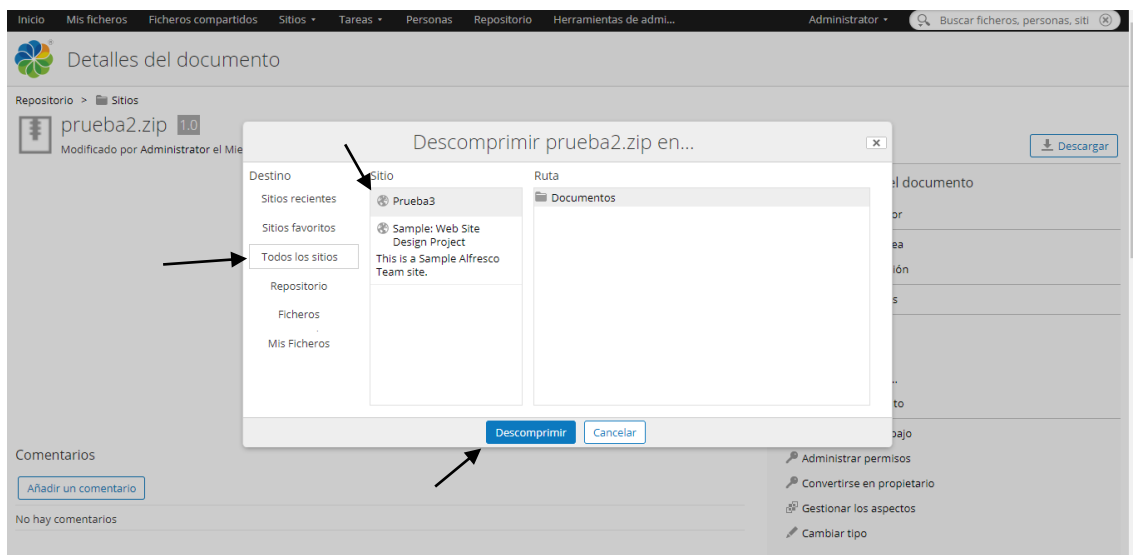 Inicio Mis ficheros Ficheros compartidos Sitios Tareas Personas Repositorio Herramientas de admi... Administrator Buscar ficheros, personas, siti
Detalles del documento
Repositorio > Sitios
prueba2.zip 1.0
Modificado por Administrator el Mie
Descargar
Descomprimir prueba2.zip en...
Destino
Sitios recientes
Sitios favoritos
Todos los sitios
Repositorio
Ficheros
Mis Ficheros
Sitio
Prueba3
Sample: Web Site
Design Project
This is a Sample Alfresco
Team site.
Ruta
Documentos
Descomprimir Cancelar
el documento
or
ea
ión
s
..
to
bajo
Administrar permisos
Convertirse en propietario
Gestionar los aspectos
Cambiar tipo
Comentarios
Añadir un comentario
No hay comentarios